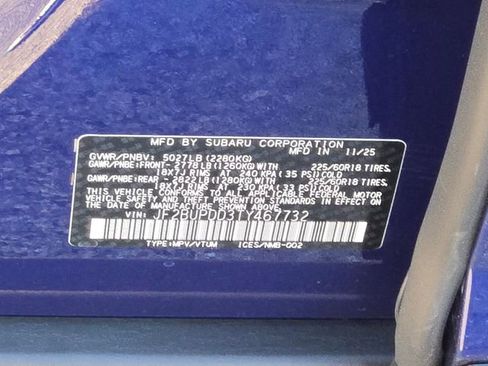 MFD BY SUBARU CORPORATION 11/25
GVWR/PNBV: 5027LB (2280KG)
GAWR/PNBE:FRONT- 2778LB(1260KG)WITH 225/60R18 TIRES,
18X7J RIMS, AT 240 KPA(35 PSI)COLD
GAWR/PNBE:REAR - 2822LB(1280KG)WITH 225/60R18 TIRES,
18X7J RIMS, AT 230 KPA(33 PSI)COLD
THIS VEHICLE CONFORMS TO ALL APPLICABLE FEDERAL MOTOR
VEHICLE SAFETY AND THEFT PREVENTION STANDARDS IN EFFECT
ON THE DATE OF MANUFACTURE SHOWN ABOVE.
VIN: JF2BUPDD3TY467732
TYPE:MPV/VTUM ICES/NMB-002